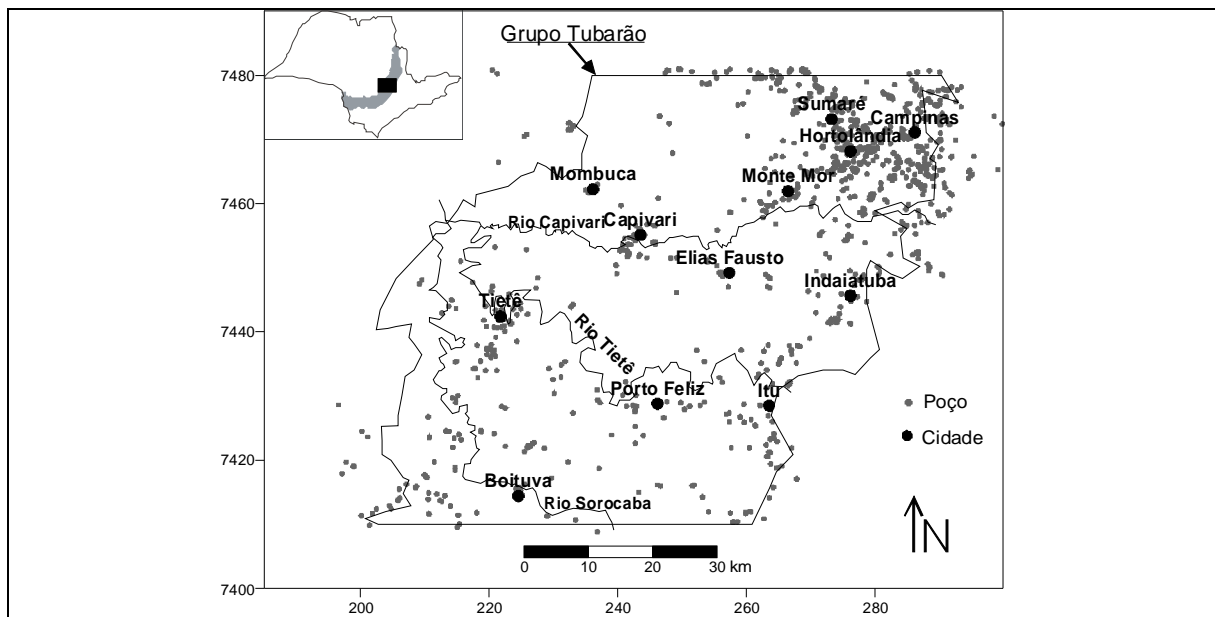 Grupo Tubarão
7480
Sumare
Campinas
Hortolândia
Mombuca
Monte Mor
7460
Rio Capivari
Capivari
Elias Fausto
Indaiatuba
Tietê
7440
Rio Tietê
Porto Feliz
Itu
Poço
Cidade
7420
Boituva
Rio Sorocaba
N
0 10 20 30 km
7400
200 220 240 260 280